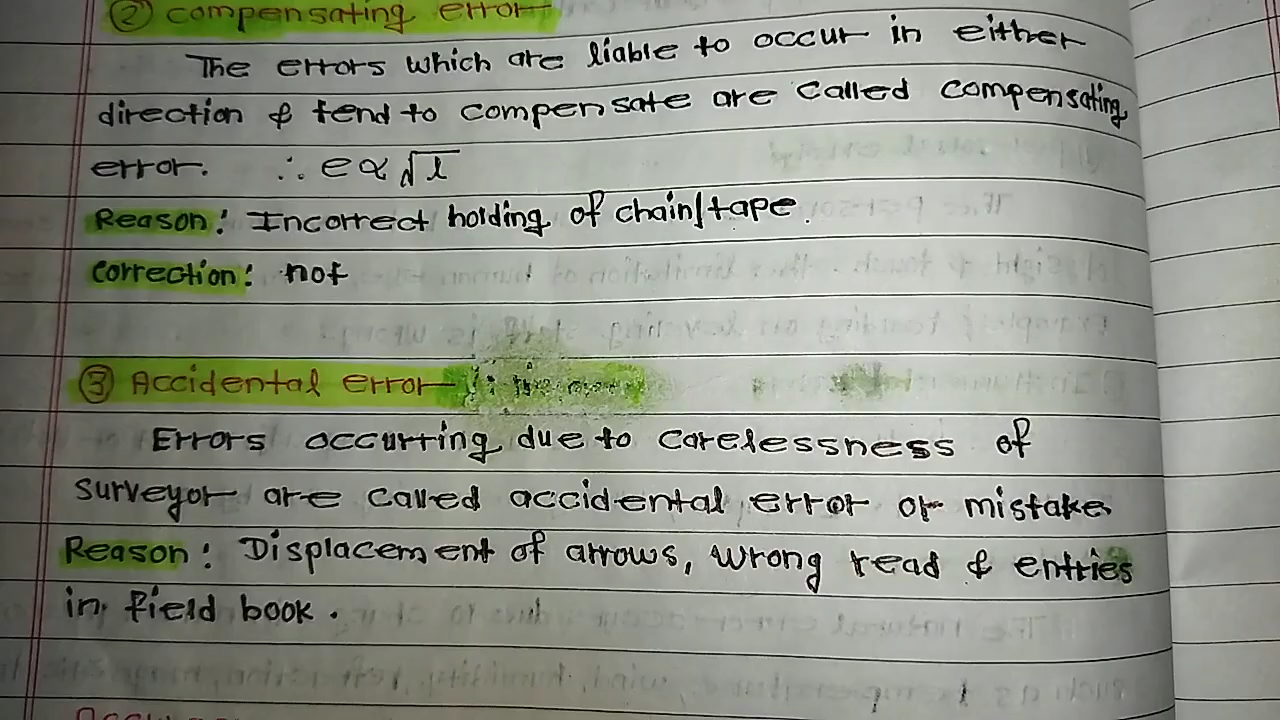 ② compensating error
The errors which are liable to occur in either
direction & tend to compensate are called compensating
error. ∴ e ∝ √l
Reason: Incorrect holding of chain/tape.
correction: not
③ Accidental error
Errors occurring due to carelessness of
surveyor are called accidental error or mistake
Reason: Displacement of arrows, wrong read & entries
in field book.